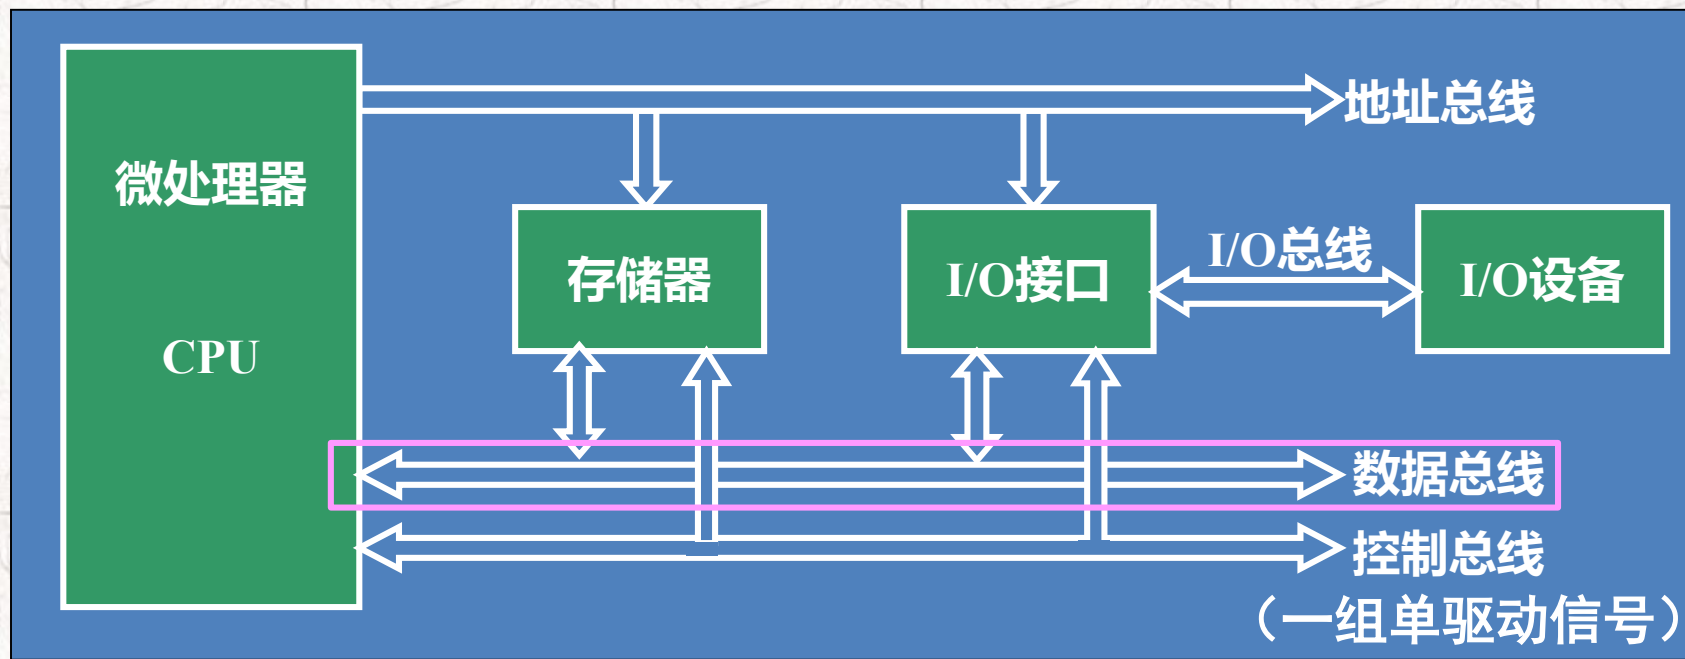 地址总线
微处理器
CPU
存储器
I/O接口
I/O总线
I/O设备
数据总线
控制总线
（一组单驱动信号）